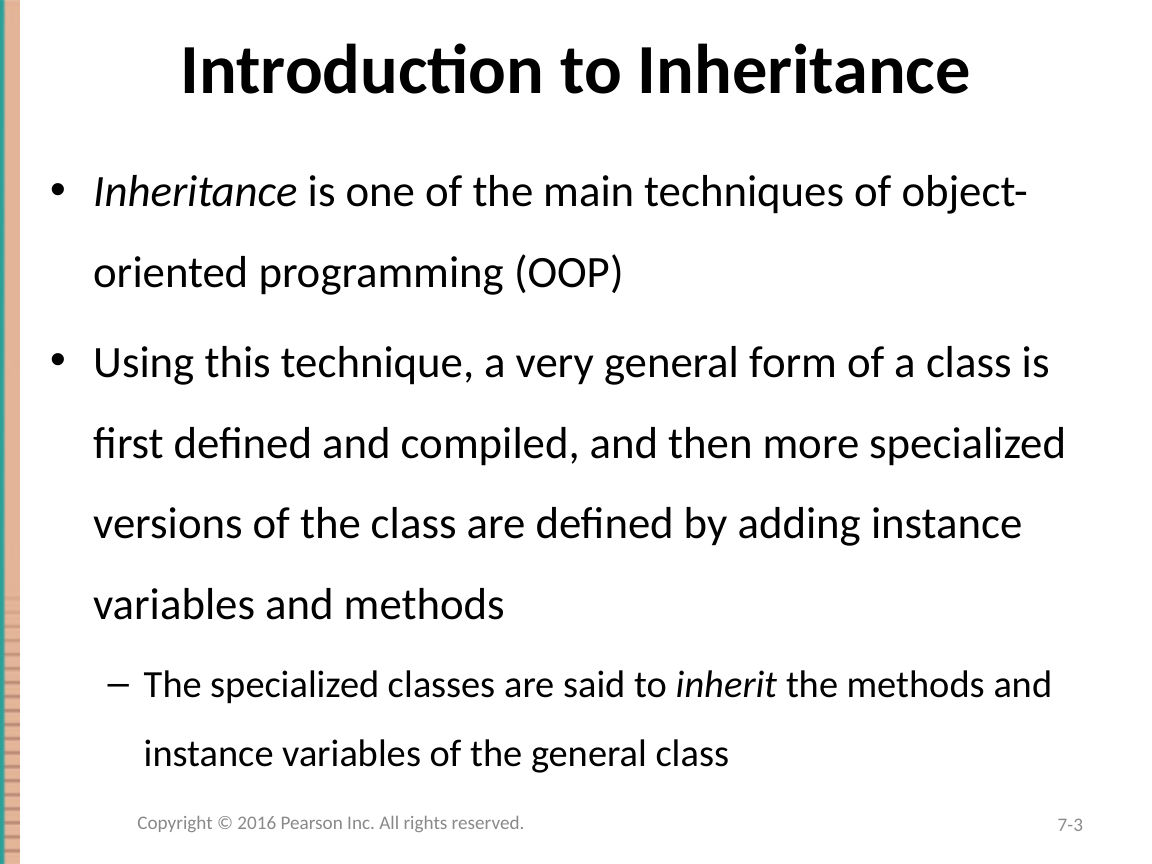 Introduction to Inheritance
• Inheritance is one of the main techniques of object-
oriented programming (OOP)
• Using this technique, a very general form of a class is
first defined and compiled, and then more specialized
versions of the class are defined by adding instance
variables and methods
– The specialized classes are said to inherit the methods and
instance variables of the general class
Copyright © 2016 Pearson Inc. All rights reserved.
7-3